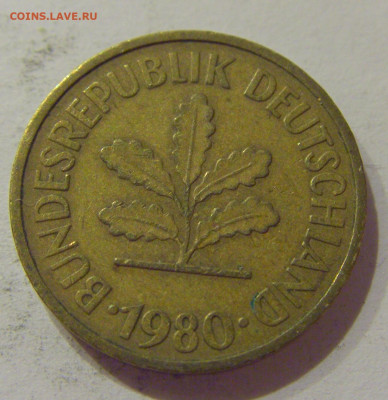 COINS.LAVE.RU
BUNDESREPUBLIK DEUTSCHLAND
·1980·